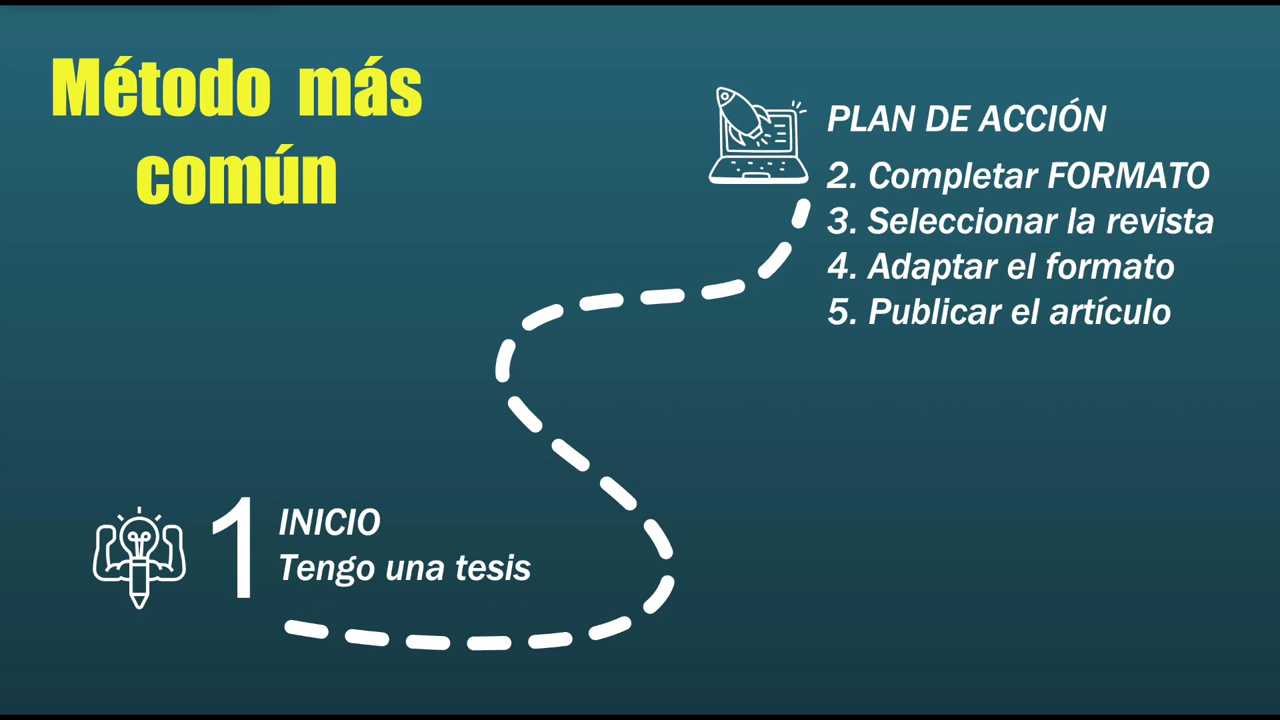 Método más
común
PLAN DE ACCIÓN
2. Completar FORMATO
3. Seleccionar la revista
4. Adaptar el formato
5. Publicar el artículo
1
INICIO
Tengo una tesis